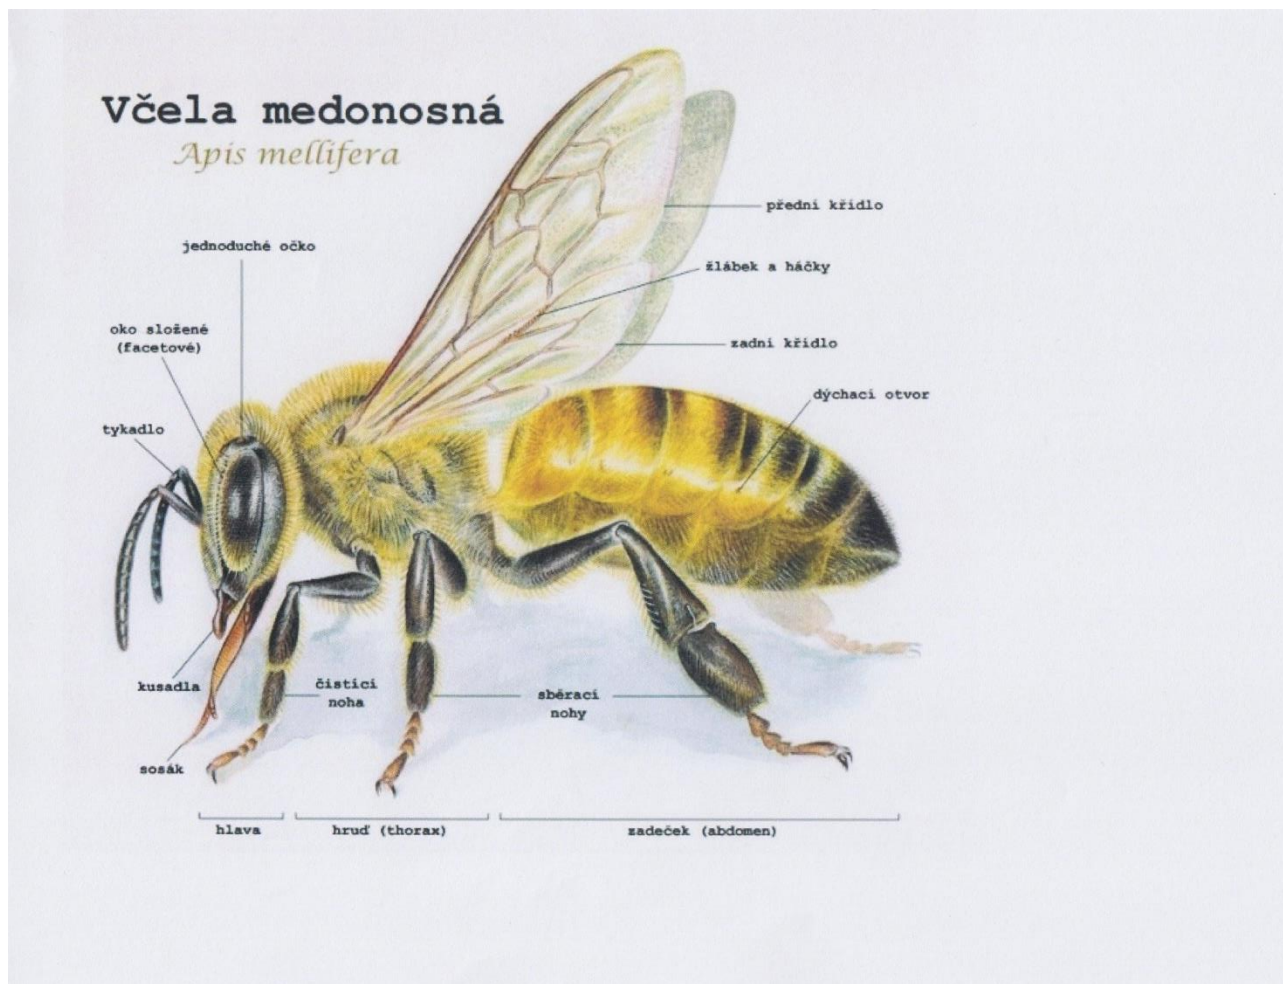 Včela medonosná
Apis mellifera
přední křídlo
jednoduché očko
žlábek a háčky
oko složené
(facetové)
zadní křídlo
dýchací otvor
tykadlo
kusadla
čistící
noha
sběrací
nohy
sosák
hlava
hruď (thorax)
zadeček (abdomen)